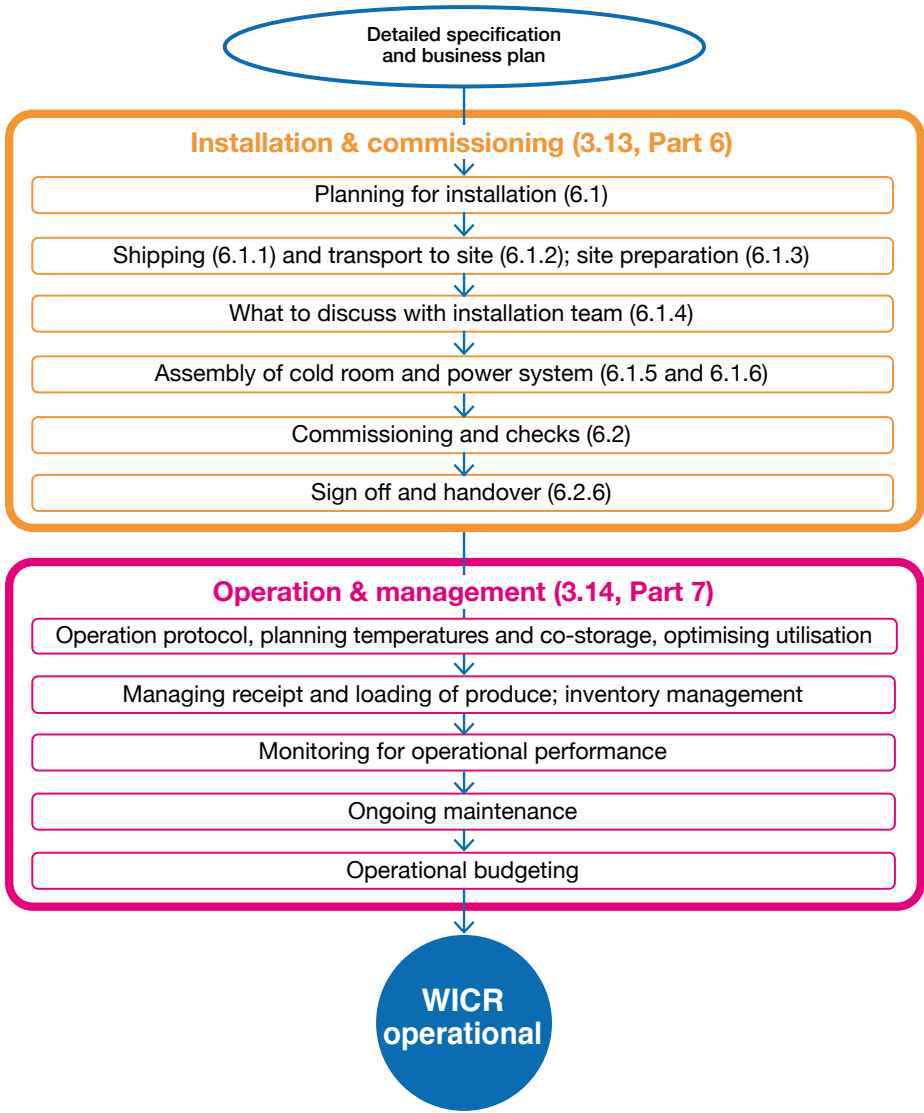 Detailed specification
and business plan
Installation & commissioning (3.13, Part 6)
Planning for installation (6.1)
Shipping (6.1.1) and transport to site (6.1.2); site preparation (6.1.3)
What to discuss with installation team (6.1.4)
Assembly of cold room and power system (6.1.5 and 6.1.6)
Commissioning and checks (6.2)
Sign off and handover (6.2.6)
Operation & management (3.14, Part 7)
Operation protocol, planning temperatures and co-storage, optimising utilisation
Managing receipt and loading of produce; inventory management
Monitoring for operational performance
Ongoing maintenance
Operational budgeting
WICR
operational